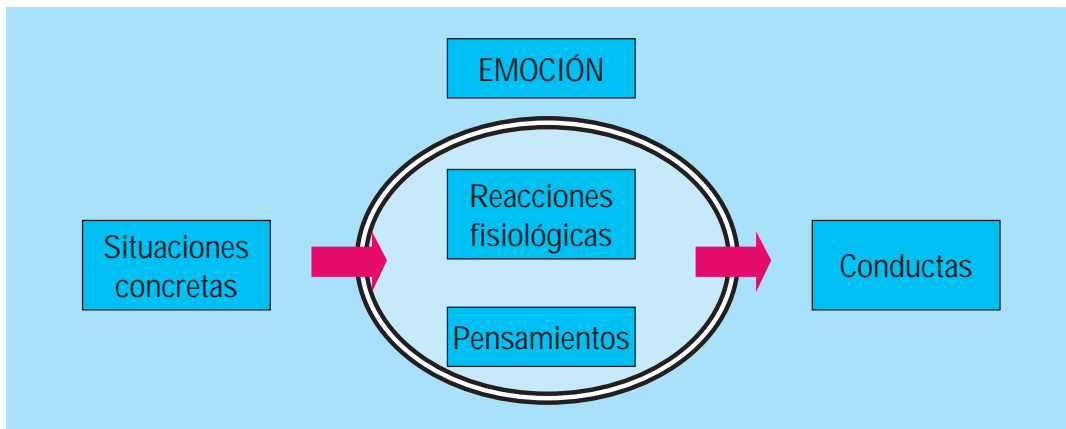 EMOCIÓN
Situaciones
concretas
Reacciones
fisiológicas
Pensamientos
Conductas